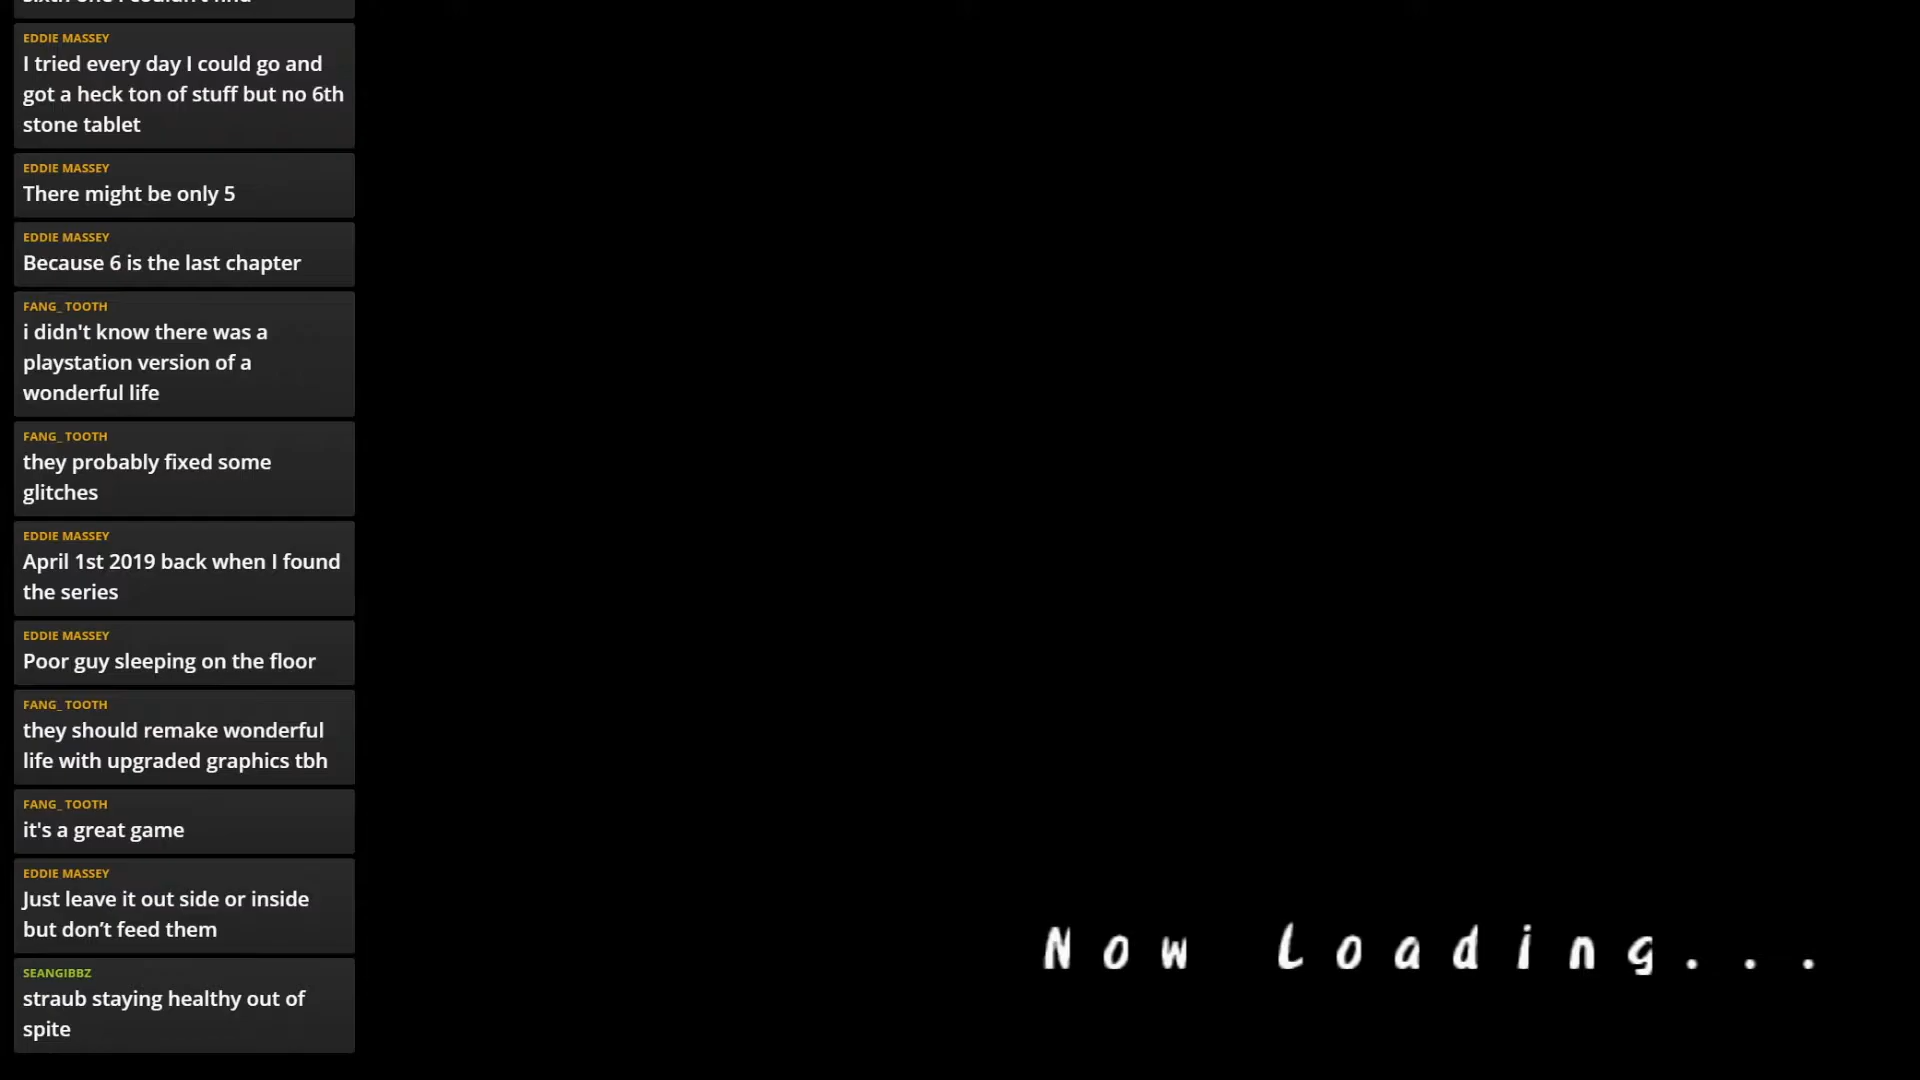 EDDIE MASSEY
I tried every day I could go and
got a heck ton of stuff but no 6th
stone tablet
EDDIE MASSEY
There might be only 5
EDDIE MASSEY
Because 6 is the last chapter
FANG_TOOTH
i didn't know there was a
playstation version of a
wonderful life
FANG_TOOTH
they probably fixed some
glitches
EDDIE MASSEY
April 1st 2019 back when I found
the series
EDDIE MASSEY
Poor guy sleeping on the floor
FANG_TOOTH
they should remake wonderful
life with upgraded graphics tbh
FANG_TOOTH
it's a great game
EDDIE MASSEY
Just leave it out side or inside
but don’t feed them
SEANGIBBZ
straub staying healthy out of
spite
Now Loading...